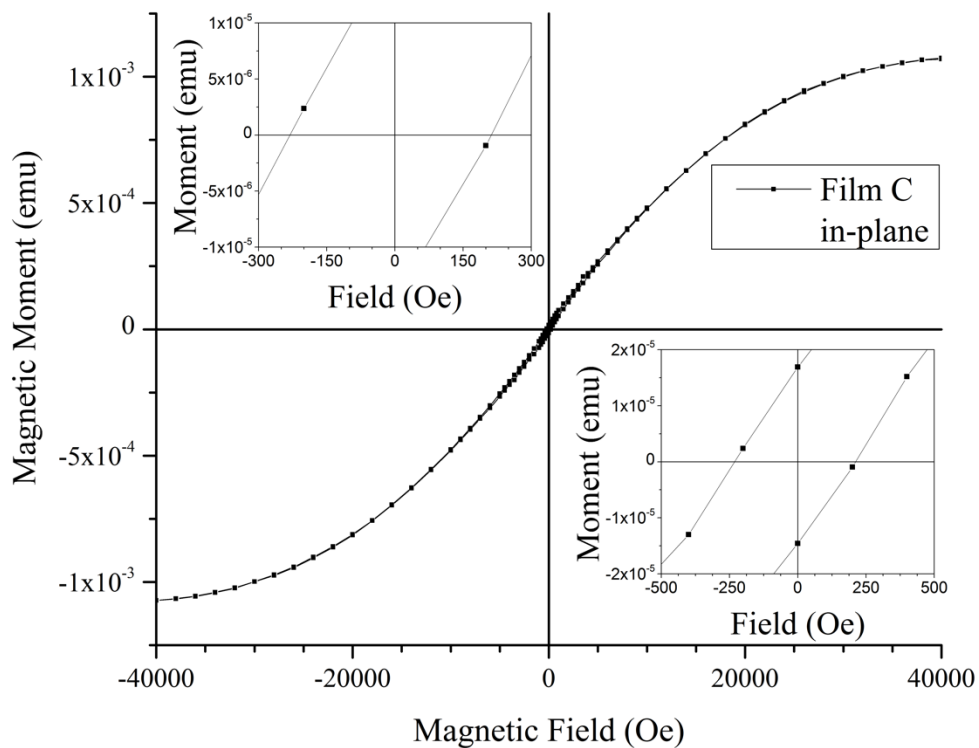 Magnetic Moment (emu)
1x10⁻³
5x10⁻⁴
0
-5x10⁻⁴
-1x10⁻³
-40000 -20000 0 20000 40000
Magnetic Field (Oe)
Moment (emu)
1x10⁻⁵
5x10⁻⁶
0
-5x10⁻⁶
-1x10⁻⁵
-300 -150 0 150 300
Field (Oe)
Film C
in-plane
Moment (emu)
2x10⁻⁵
1x10⁻⁵
0
-1x10⁻⁵
-2x10⁻⁵
-500 -250 0 250 500
Field (Oe)